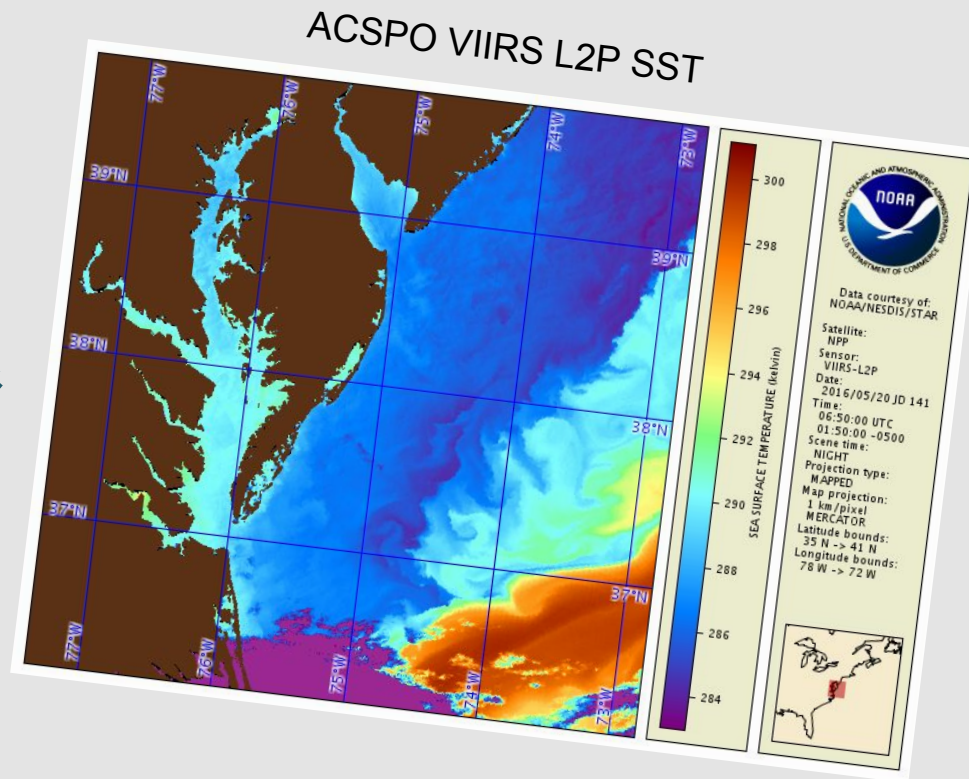 ACSPO VIIRS L2P SST
77°W
76°W
75°W
74°W
73°W
39°N
39°N
38°N
38°N
37°N
37°N
77°W
76°W
75°W
74°W
73°W
300
298
296
294
292
290
288
286
284
SEA SURFACE TEMPERATURE (kelvin)
NATIONAL OCEANIC AND ATMOSPHERIC ADMINISTRATION
NOAA
U.S. DEPARTMENT OF COMMERCE
Data courtesy of:
NOAA/NESDIS/STAR
Satellite:
NPP
Sensor:
VIIRS-L2P
Date:
2016/05/20 JD 141
Time:
06:50:00 UTC
01:50:00 -0500
Scene time:
NIGHT
Projection type:
MAPPED
Map projection:
1 km/pixel
MERCATOR
Latitude bounds:
35 N -> 41 N
Longitude bounds:
78 W -> 72 W